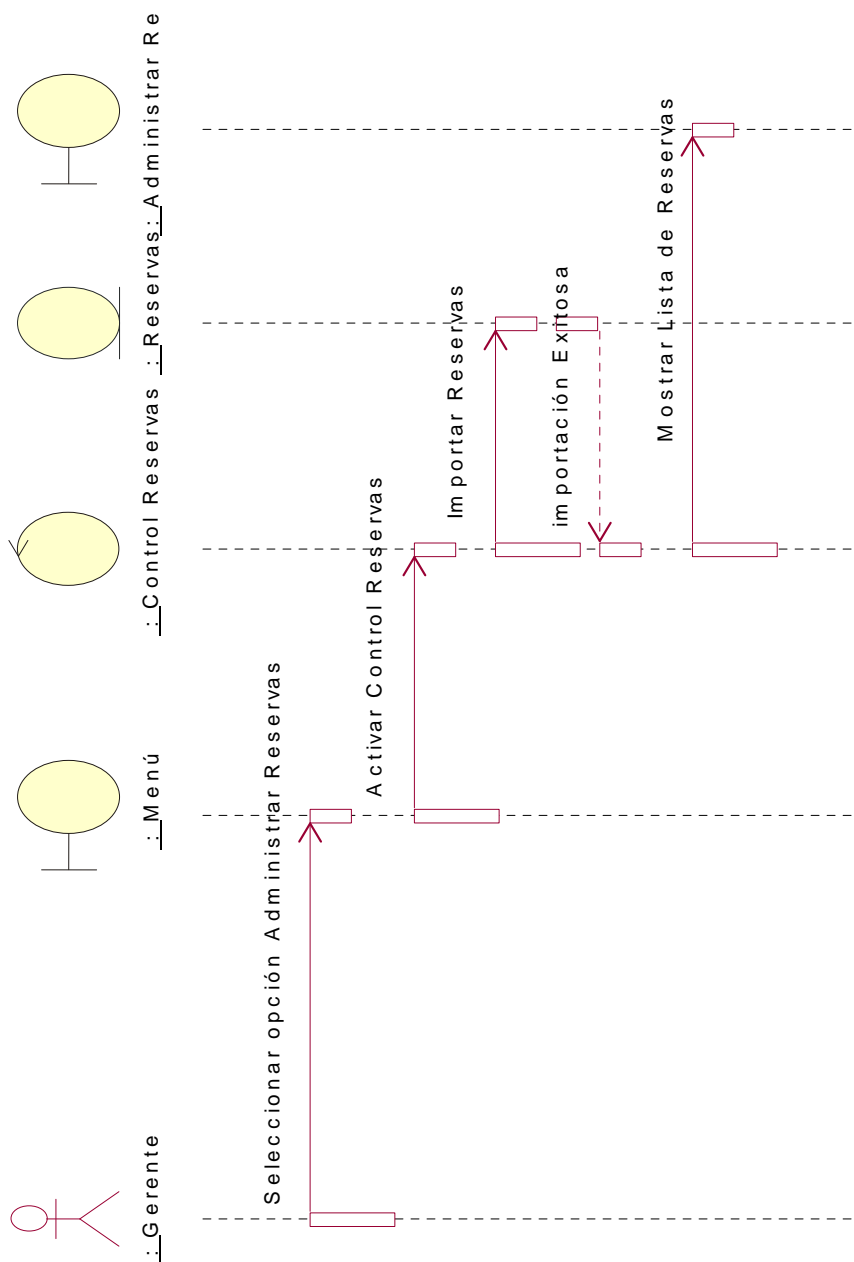 : Gerente
: Menú
: Control Reservas
: Reservas
: Administrar Re
Seleccionar opción Administrar Reservas
Activar Control Reservas
Importar Reservas
importación Exitosa
Mostrar Lista de Reservas